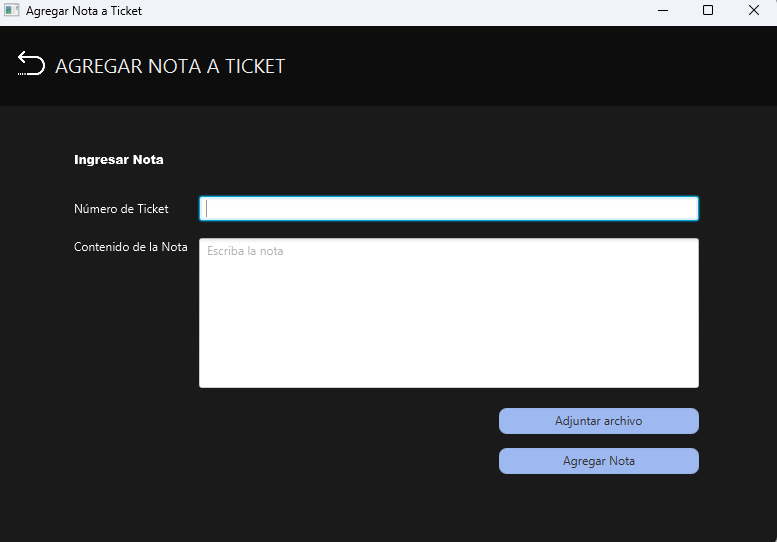 Agregar Nota a Ticket
AGREGAR NOTA A TICKET
Ingresar Nota
Número de Ticket
Contenido de la Nota
Escriba la nota
Adjuntar archivo
Agregar Nota